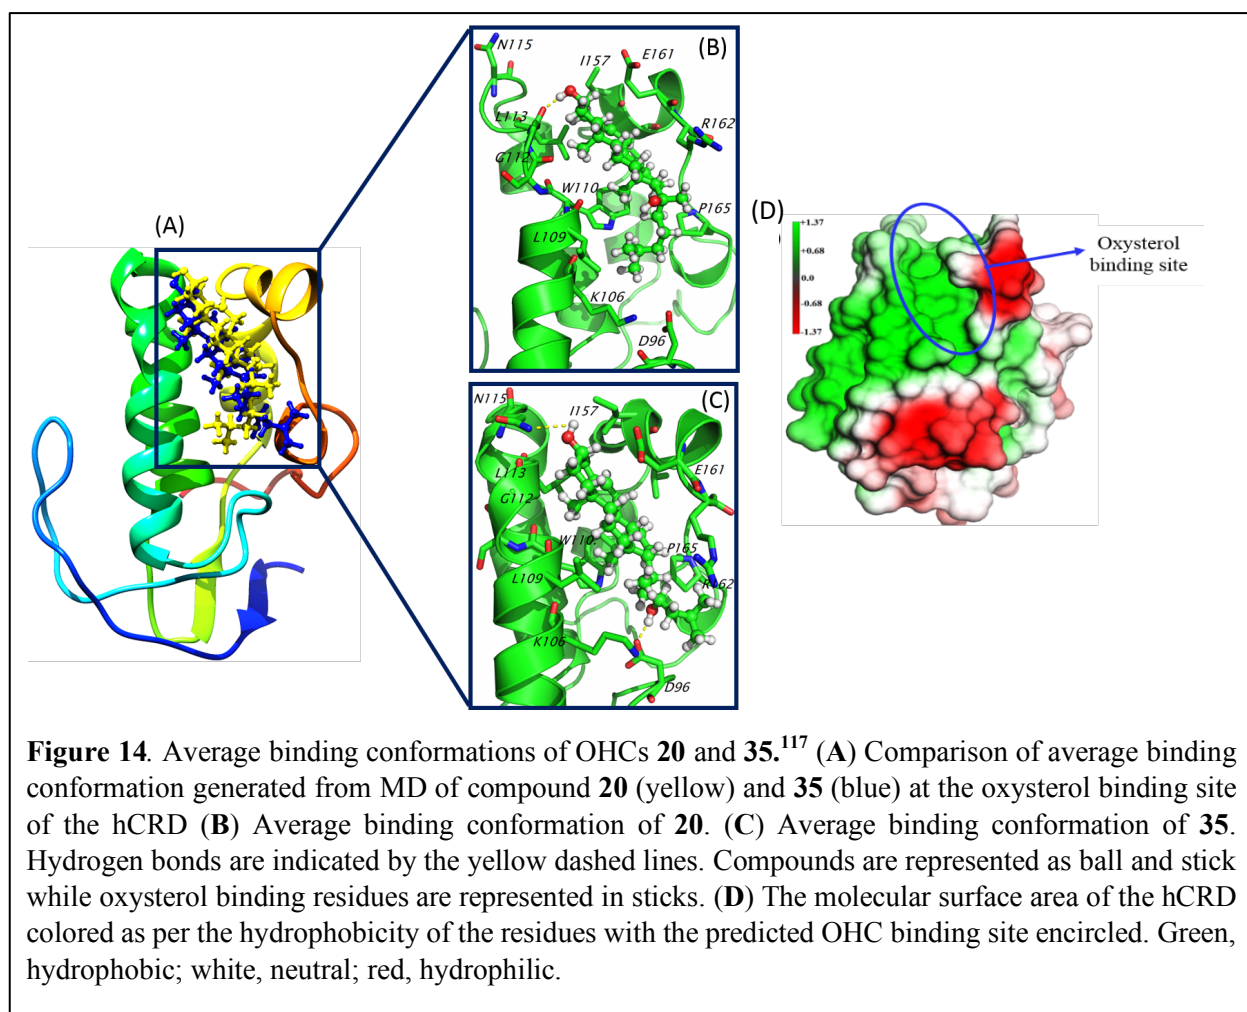 (A)
(B)
N115
I157
E161
L113
R162
G112
W110
P165
L109
K106
D96
(C)
N115
I157
L113
E161
G112
W110
P165
L109
R162
K106
D96
(D)
+1.37
+0.68
0.0
-0.68
-1.37
Oxysterol
binding site
Figure 14. Average binding conformations of OHCs 20 and 35.117 (A) Comparison of average binding
conformation generated from MD of compound 20 (yellow) and 35 (blue) at the oxysterol binding site
of the hCRD (B) Average binding conformation of 20. (C) Average binding conformation of 35.
Hydrogen bonds are indicated by the yellow dashed lines. Compounds are represented as ball and stick
while oxysterol binding residues are represented in sticks. (D) The molecular surface area of the hCRD
colored as per the hydrophobicity of the residues with the predicted OHC binding site encircled. Green,
hydrophobic; white, neutral; red, hydrophilic.